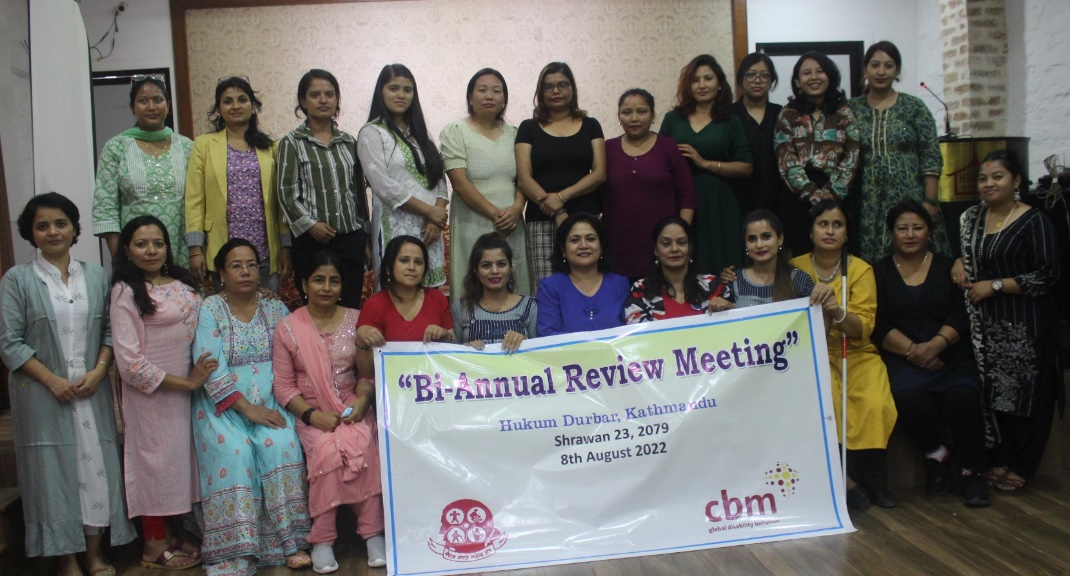 “Bi-Annual Review Meeting”
Hukum Durbar, Kathmandu
Shrawan 23, 2079
8th August 2022
cbm
global disability inclusion